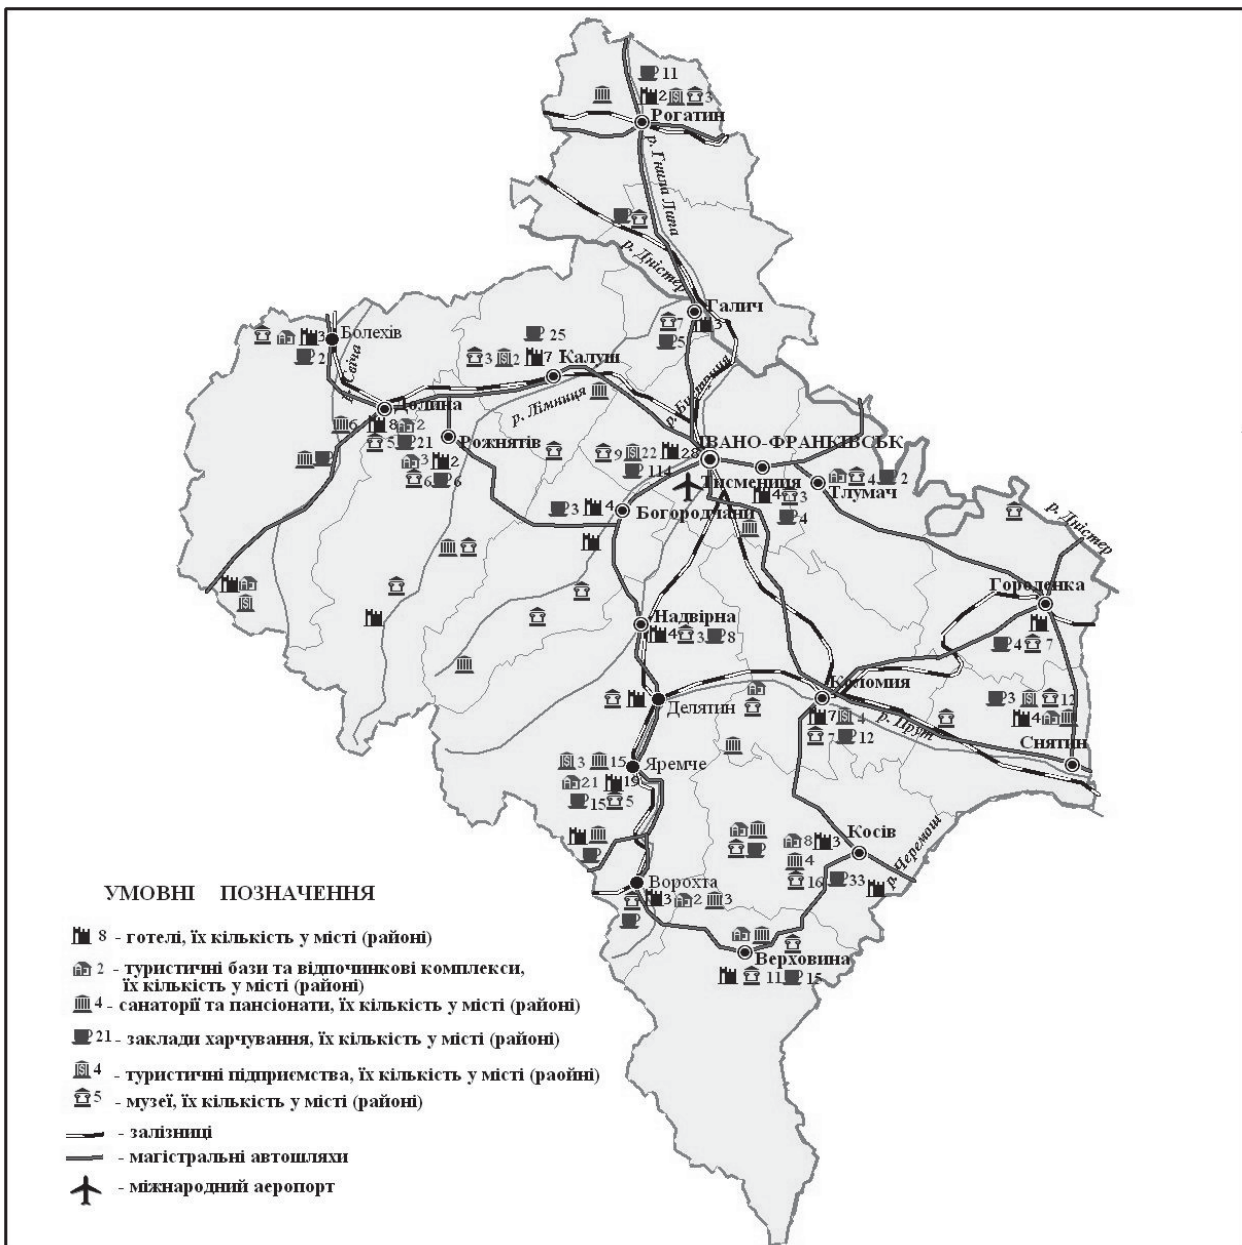 11
2 3
Рогатин
р. Гнила Липа
р. Дністер
Галич
7 3
5
Болехів
3
2
р. Свіча
25
3 2 7
Калуш
р. Лімниця
р. Бистриця
Долина
6 8 2
5 21
Рожнятів
3 2
6 6
ІВАНО-ФРАНКІВСЬК
9 22 28
114
Тисмениця
4 3
4
Тлумач
4 2
Богородчани
3 4
р. Дністер
Городенка
4 7
Надвірна
4 3 8
Делятин
Коломия
7 4
7 12
р. Прут
3 12
4
Снятин
Яремче
3 15
21 19
15 5
Косів
8 3
4
16 33
р. Черемош
Ворохта
3 2 3
Верховина
11 15
УМОВНІ ПОЗНАЧЕННЯ
8 - готелі, їх кількість у місті (районі)
2 - туристичні бази та відпочинкові комплекси,
їх кількість у місті (районі)
4 - санаторії та пансіонати, їх кількість у місті (районі)
21 - заклади харчування, їх кількість у місті (районі)
4 - туристичні підприємства, їх кількість у місті (раойні)
5 - музеї, їх кількість у місті (районі)
- залізниці
- магістральні автошляхи
- міжнародний аеропорт